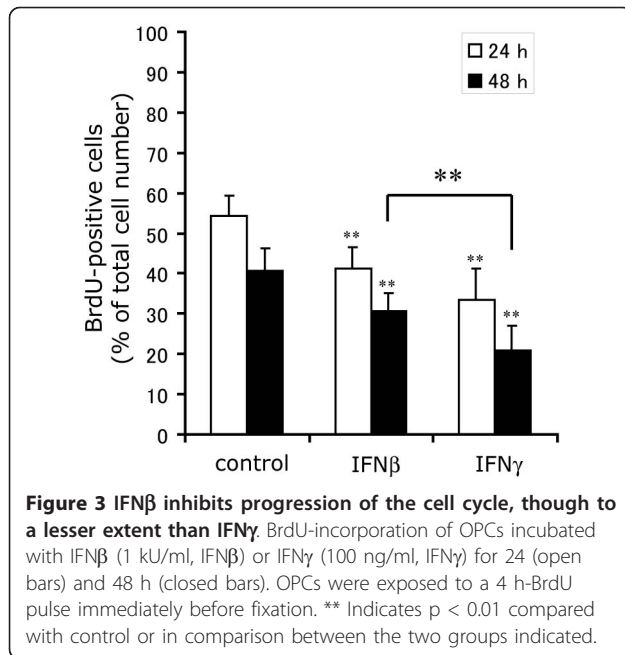 100
90
80
70
60
50
40
30
20
10
0
BrdU-positive cells
(% of total cell number)
24 h
48 h
**
**
**
**
**
control
IFNβ
IFNγ
Figure 3 IFNβ inhibits progression of the cell cycle, though to
a lesser extent than IFNγ. BrdU-incorporation of OPCs incubated
with IFNβ (1 kU/ml, IFNβ) or IFNγ (100 ng/ml, IFNγ) for 24 (open
bars) and 48 h (closed bars). OPCs were exposed to a 4 h-BrdU
pulse immediately before fixation. ** Indicates p < 0.01 compared
with control or in comparison between the two groups indicated.